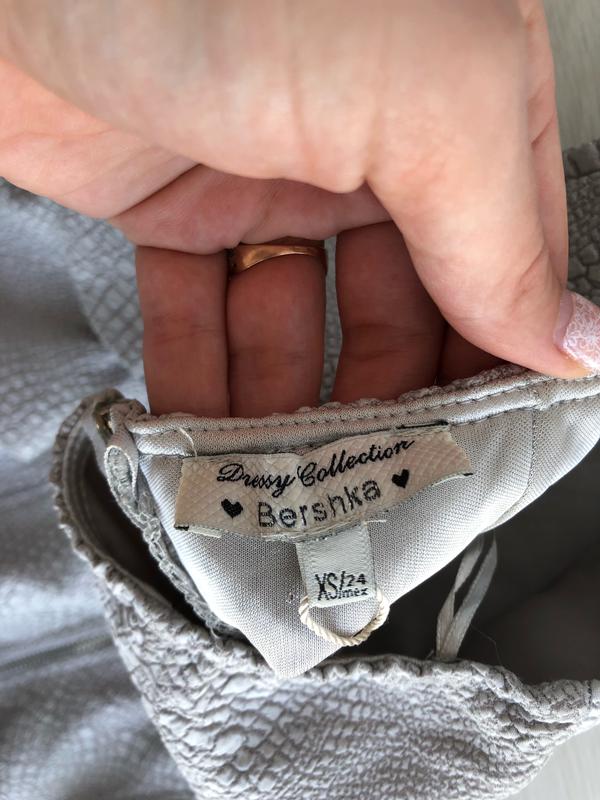 Dressy Collection
♥ Bershka ♥
XS/24
mex